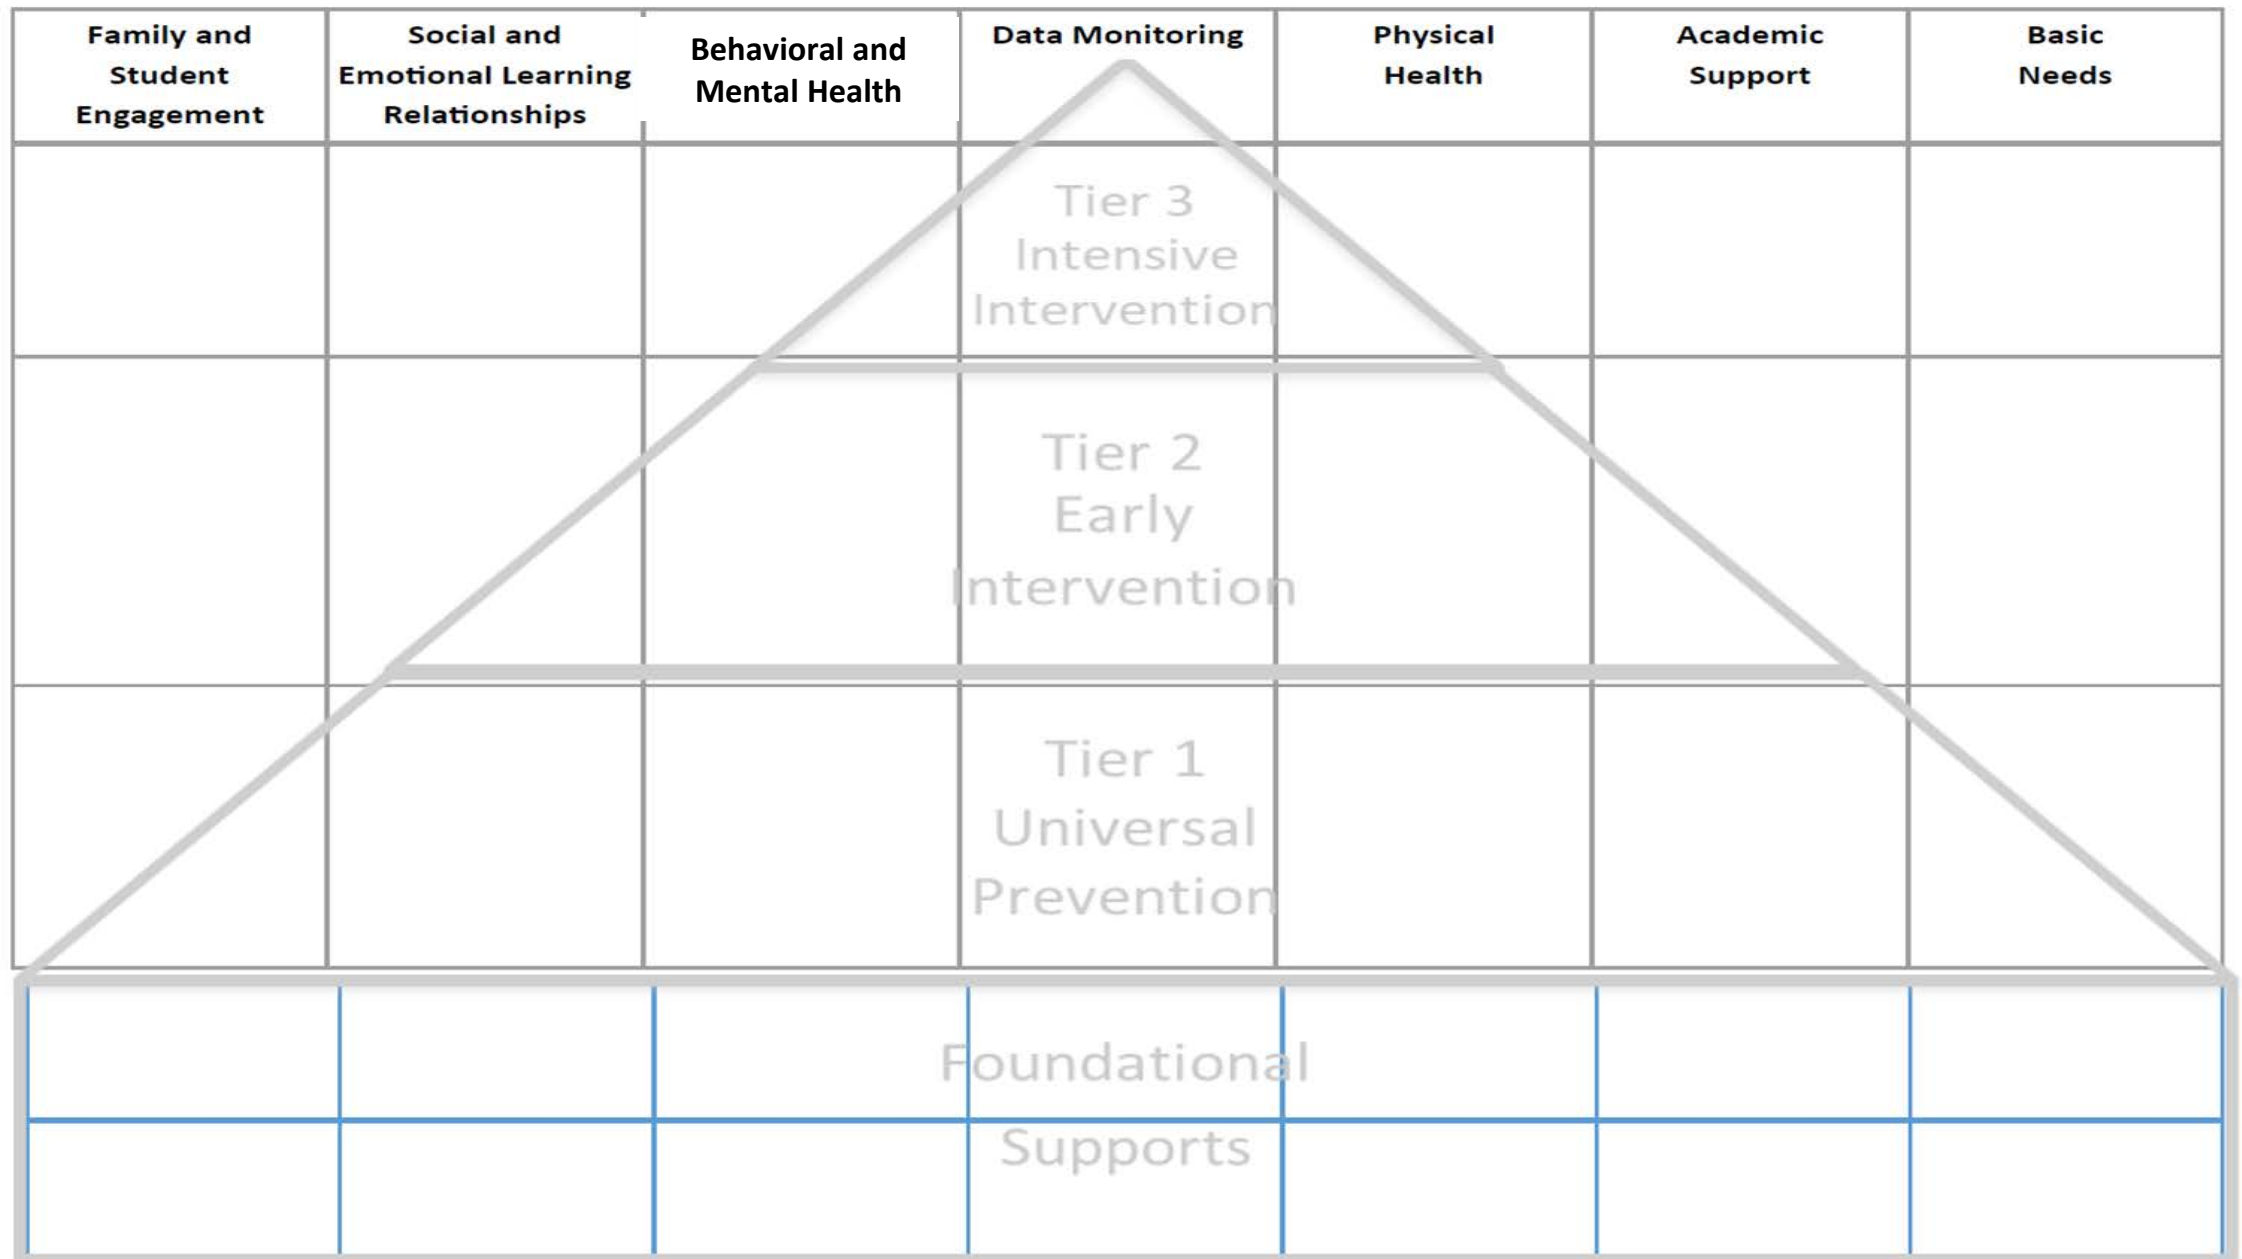 Family and
Student
Engagement
Social and
Emotional Learning
Relationships
Behavioral and
Mental Health
Data Monitoring
Physical
Health
Academic
Support
Basic
Needs
Tier 3
Intensive
Intervention
Tier 2
Early
Intervention
Tier 1
Universal
Prevention
Foundational
Supports